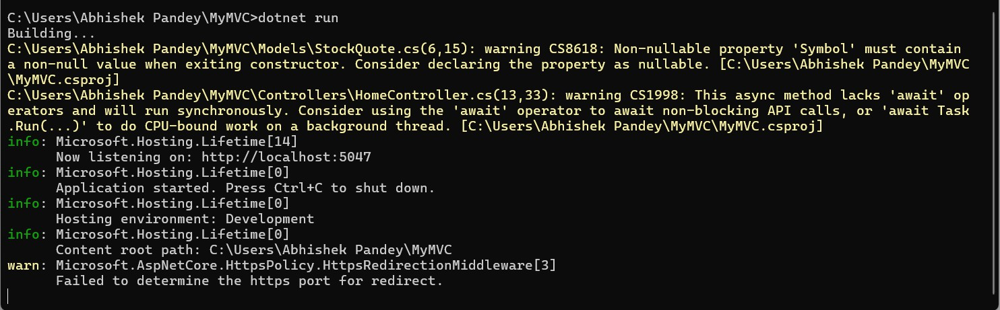 C:\Users\Abhishek Pandey\MyMVC>dotnet run
Building...
C:\Users\Abhishek Pandey\MyMVC\Models\StockQuote.cs(6,15): warning CS8618: Non-nullable property 'Symbol' must contain
a non-null value when exiting constructor. Consider declaring the property as nullable. [C:\Users\Abhishek Pandey\MyMVC
\MyMVC.csproj]
C:\Users\Abhishek Pandey\MyMVC\Controllers\HomeController.cs(13,33): warning CS1998: This async method lacks 'await' op
erators and will run synchronously. Consider using the 'await' operator to await non-blocking API calls, or 'await Task
.Run(...)' to do CPU-bound work on a background thread. [C:\Users\Abhishek Pandey\MyMVC\MyMVC.csproj]
info: Microsoft.Hosting.Lifetime[14]
      Now listening on: http://localhost:5047
info: Microsoft.Hosting.Lifetime[0]
      Application started. Press Ctrl+C to shut down.
info: Microsoft.Hosting.Lifetime[0]
      Hosting environment: Development
info: Microsoft.Hosting.Lifetime[0]
      Content root path: C:\Users\Abhishek Pandey\MyMVC
warn: Microsoft.AspNetCore.HttpsPolicy.HttpsRedirectionMiddleware[3]
      Failed to determine the https port for redirect.